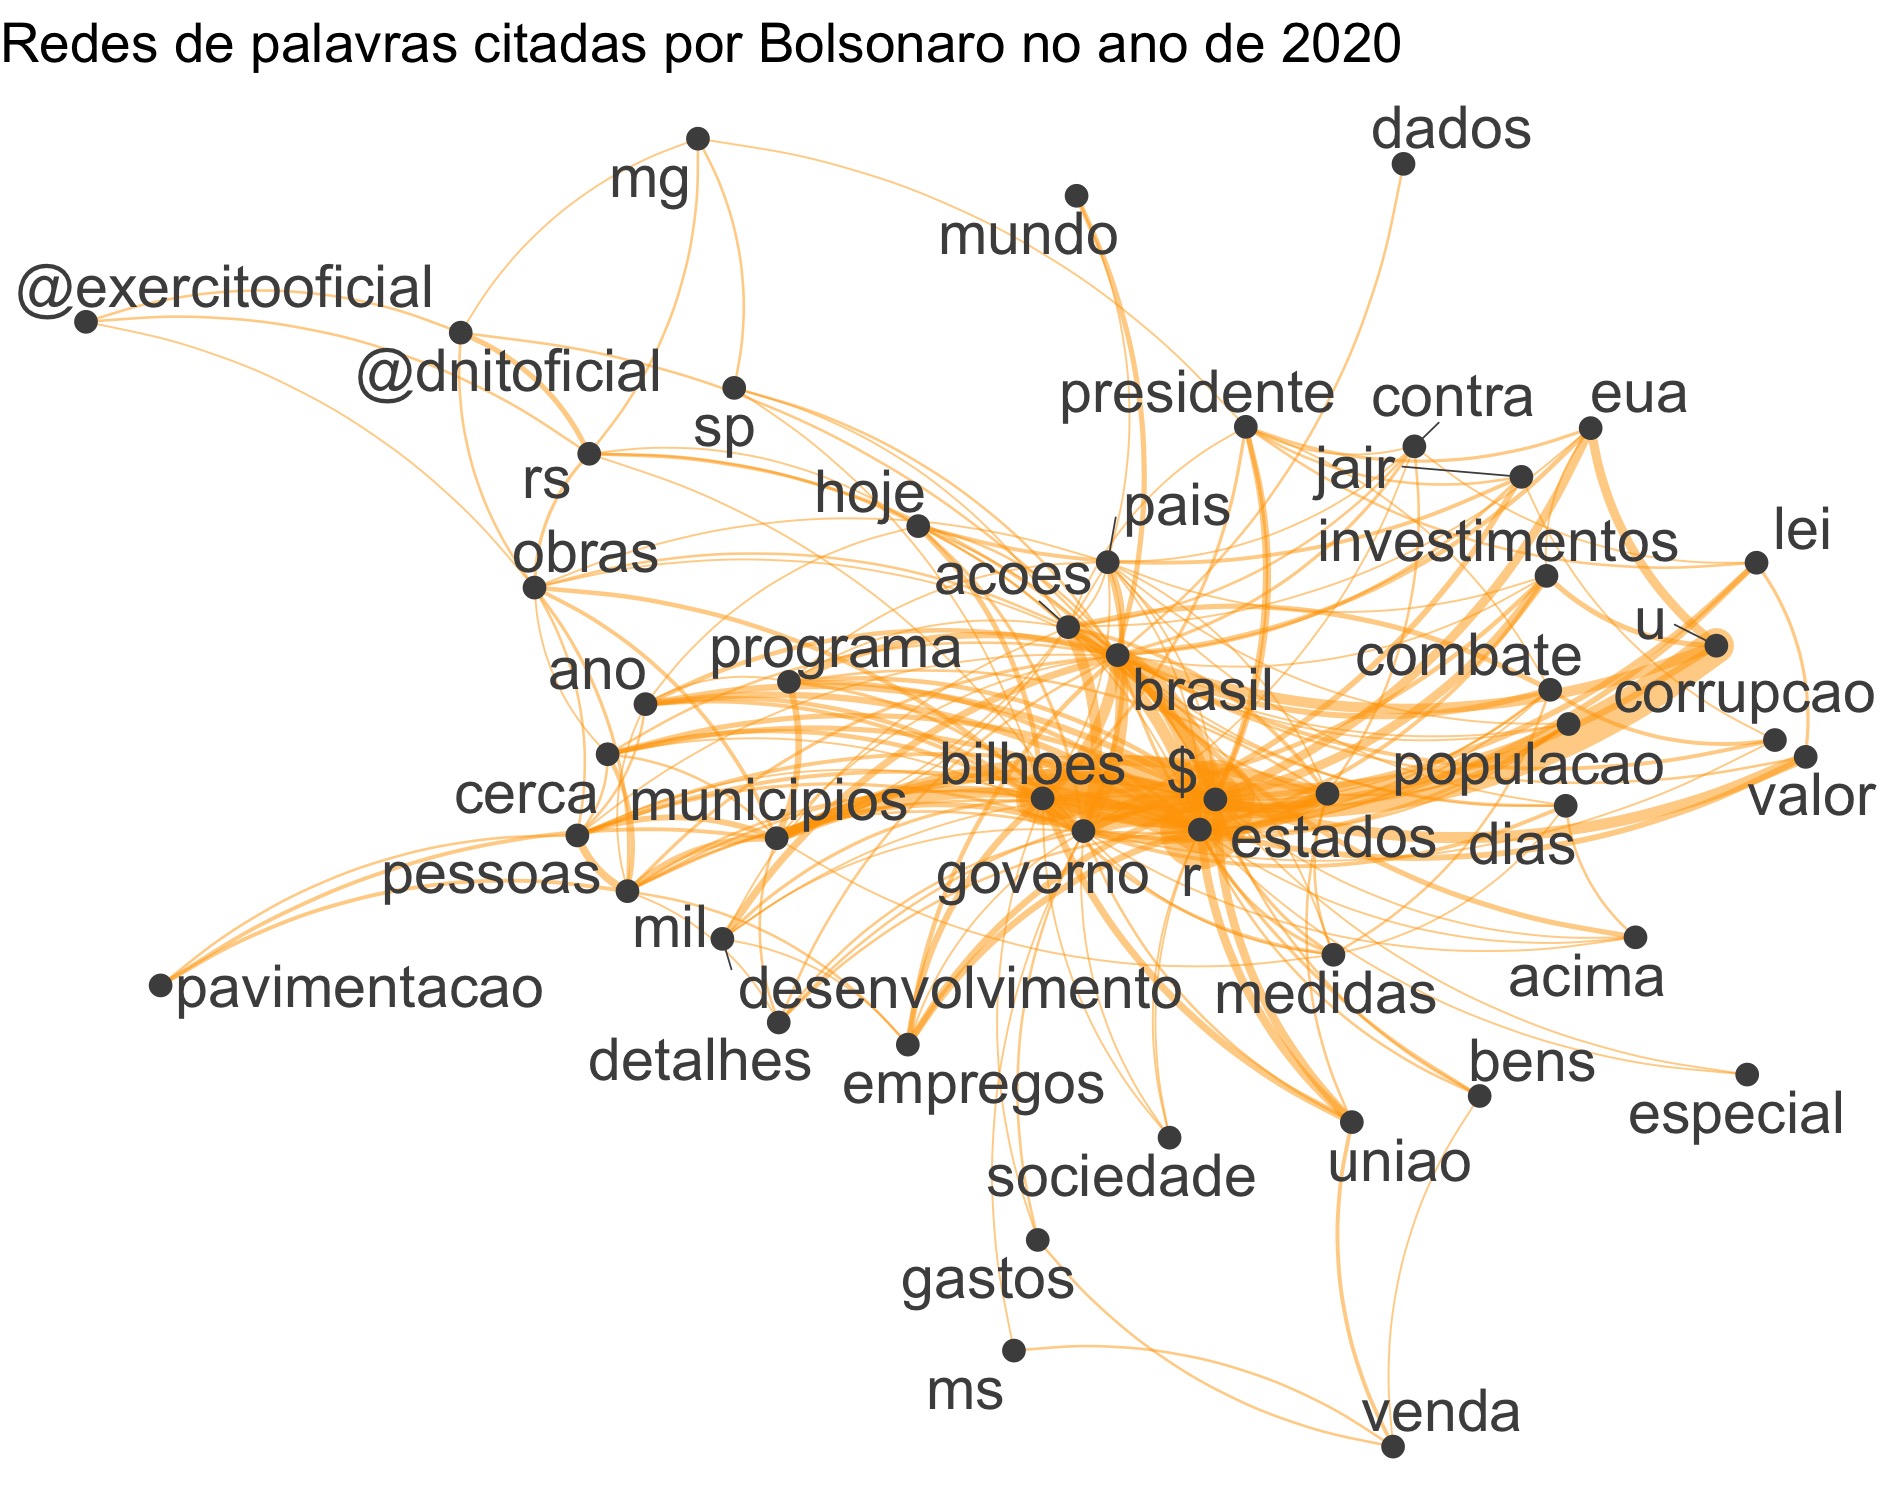 Redes de palavras citadas por Bolsonaro no ano de 2020
dados
mg
mundo
@exercitooficial
@dnitoficial
presidente
contra
eua
sp
jair
rs
hoje
pais
lei
investimentos
obras
acoes
u
programa
combate
ano
brasil
corrupcao
bilhoes
$
populacao
cerca
municipios
valor
estados
dias
pessoas
governo
r
mil
acima
pavimentacao
desenvolvimento
medidas
detalhes
empregos
bens
especial
sociedade
uniao
gastos
ms
venda